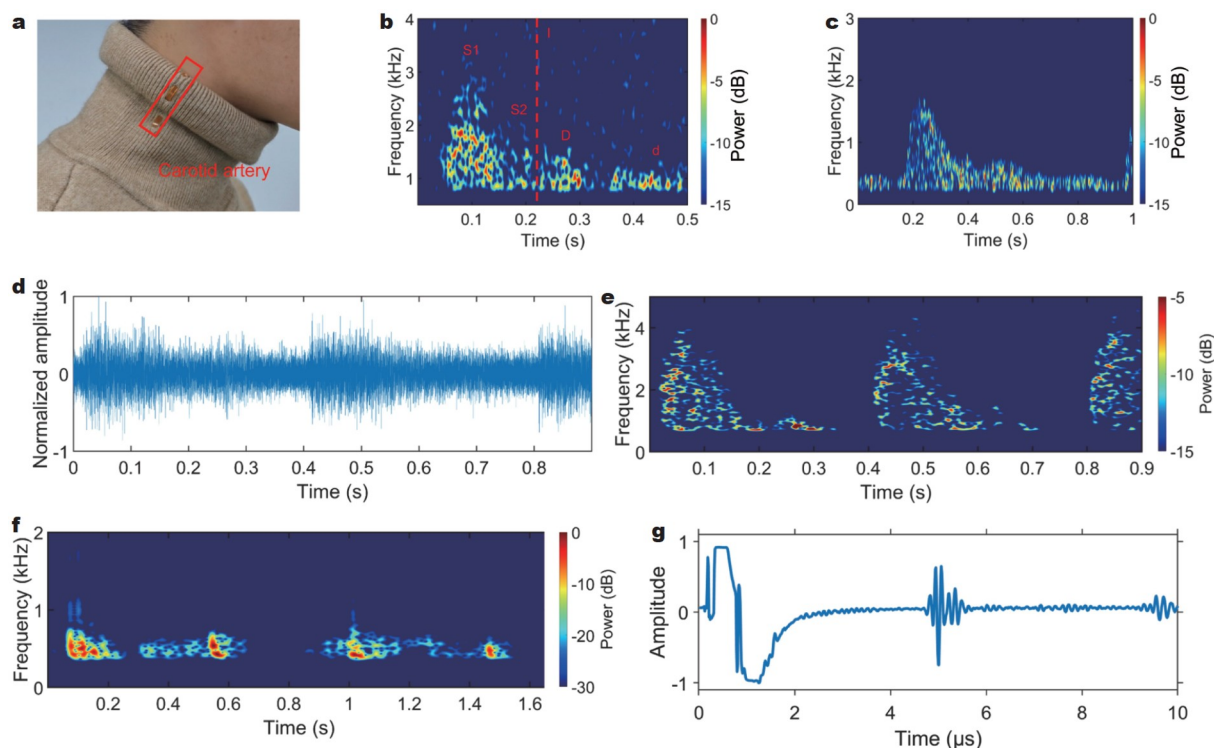 a
Carotid artery
b
Frequency (kHz)
4
3
2
1
S1
S2
I
D
d
0.1 0.2 0.3 0.4 0.5
Time (s)
0
-5
-10
-15
Power (dB)
c
Frequency (kHz)
3
2
1
0
0.2 0.4 0.6 0.8 1
Time (s)
0
-5
-10
-15
Power (dB)
d
Normalized amplitude
1
0
-1
0 0.1 0.2 0.3 0.4 0.5 0.6 0.7 0.8
Time (s)
e
Frequency (kHz)
4
2
0
0.1 0.2 0.3 0.4 0.5 0.6 0.7 0.8 0.9
Time (s)
-5
-10
-15
Power (dB)
f
Frequency (kHz)
2
1
0
0.2 0.4 0.6 0.8 1 1.2 1.4 1.6
Time (s)
0
-10
-20
-30
Power (dB)
g
Amplitude
1
0
-1
0 2 4 6 8 10
Time (μs)